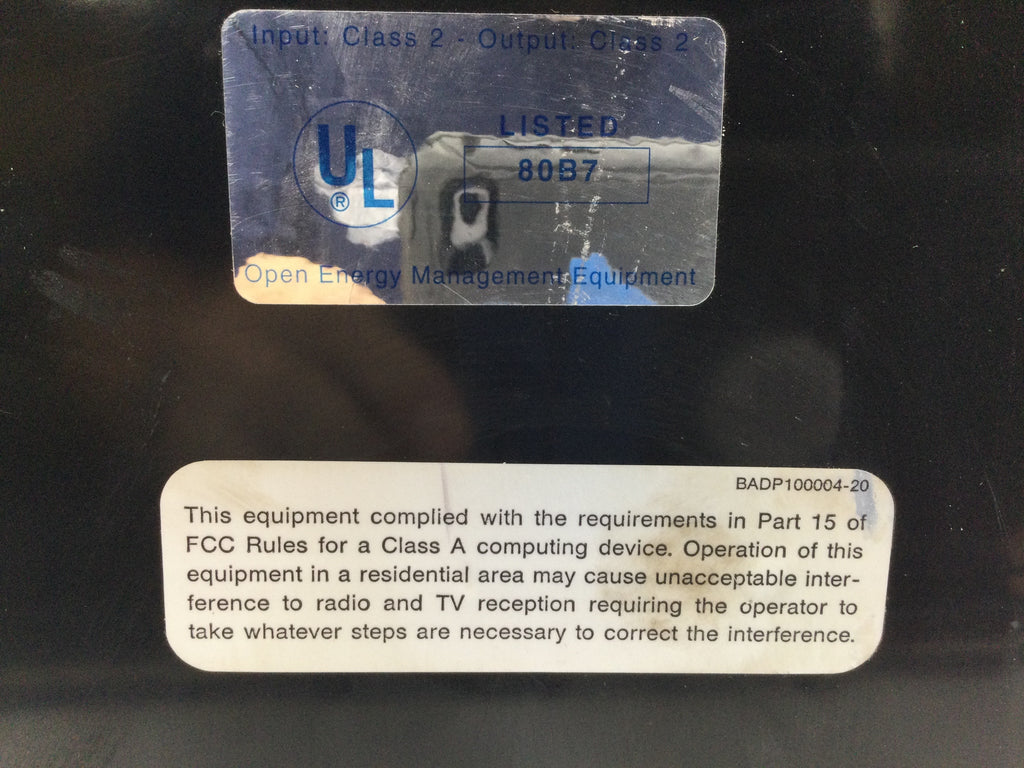 Input: Class 2 - Output: Class 2
LISTED
UL
80B7
®
Open Energy Management Equipment
BADP100004-20
This equipment complied with the requirements in Part 15 of
FCC Rules for a Class A computing device. Operation of this
equipment in a residential area may cause unacceptable inter-
ference to radio and TV reception requiring the operator to
take whatever steps are necessary to correct the interference.